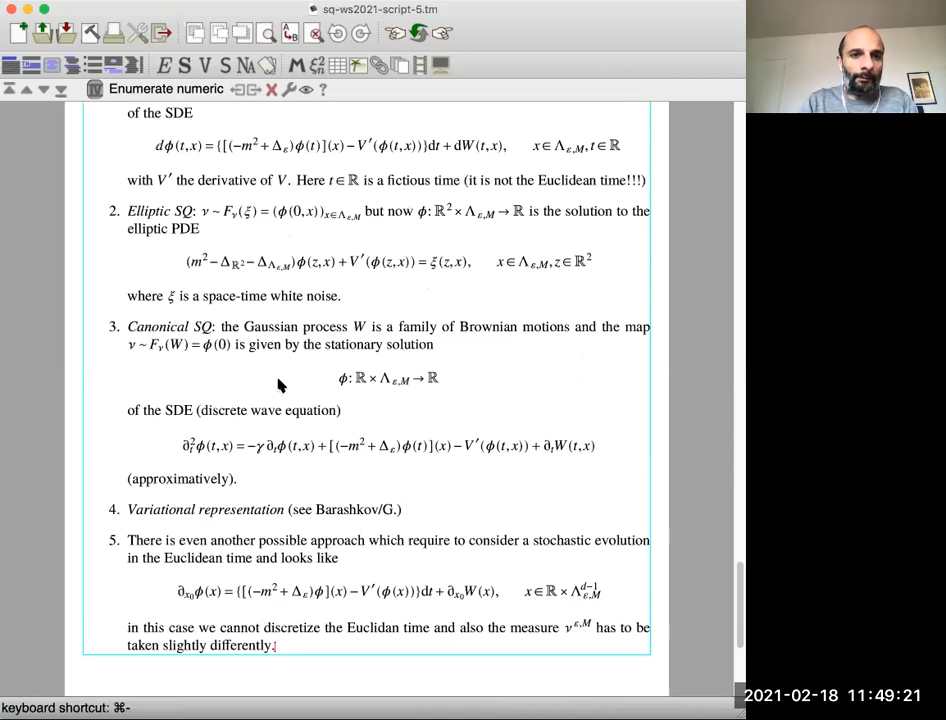 sq-ws2021-script-5.tm
E S V S NA
Enumerate numeric
of the SDE
dϕ(t,x) = {[(−m² + Δ_ε)ϕ(t)](x) − V′(ϕ(t,x))}dt + dW(t,x), x ∈ Λ_{ε,M}, t ∈ ℝ
with V′ the derivative of V. Here t ∈ ℝ is a fictious time (it is not the Euclidean time!!!)
2. Elliptic SQ: ν ∼ F_ν(ξ) = (ϕ(0,x))_{x∈Λ_{ε,M}} but now ϕ: ℝ² × Λ_{ε,M} → ℝ is the solution to the
elliptic PDE
(m² − Δ_{ℝ²} − Δ_{Λ_{ε,M}})ϕ(z,x) + V′(ϕ(z,x)) = ξ(z,x), x ∈ Λ_{ε,M}, z ∈ ℝ²
where ξ is a space-time white noise.
3. Canonical SQ: the Gaussian process W is a family of Brownian motions and the map
ν ∼ F_ν(W) = ϕ(0) is given by the stationary solution
ϕ: ℝ × Λ_{ε,M} → ℝ
of the SDE (discrete wave equation)
∂_t²ϕ(t,x) = −γ∂_tϕ(t,x) + [(−m² + Δ_ε)ϕ(t)](x) − V′(ϕ(t,x)) + ∂_tW(t,x)
(approximatively).
4. Variational representation (see Barashkov/G.)
5. There is even another possible approach which require to consider a stochastic evolution
in the Euclidean time and looks like
∂_{x₀}ϕ(x) = {[(−m² + Δ_ε)ϕ](x) − V′(ϕ(x))}dt + ∂_{x₀}W(x), x ∈ ℝ × Λ_{ε,M}^{d−1}
in this case we cannot discretize the Euclidan time and also the measure ν^{ε,M} has to be
taken slightly differently.
keyboard shortcut: ⌘-
2021-02-18 11:49:21